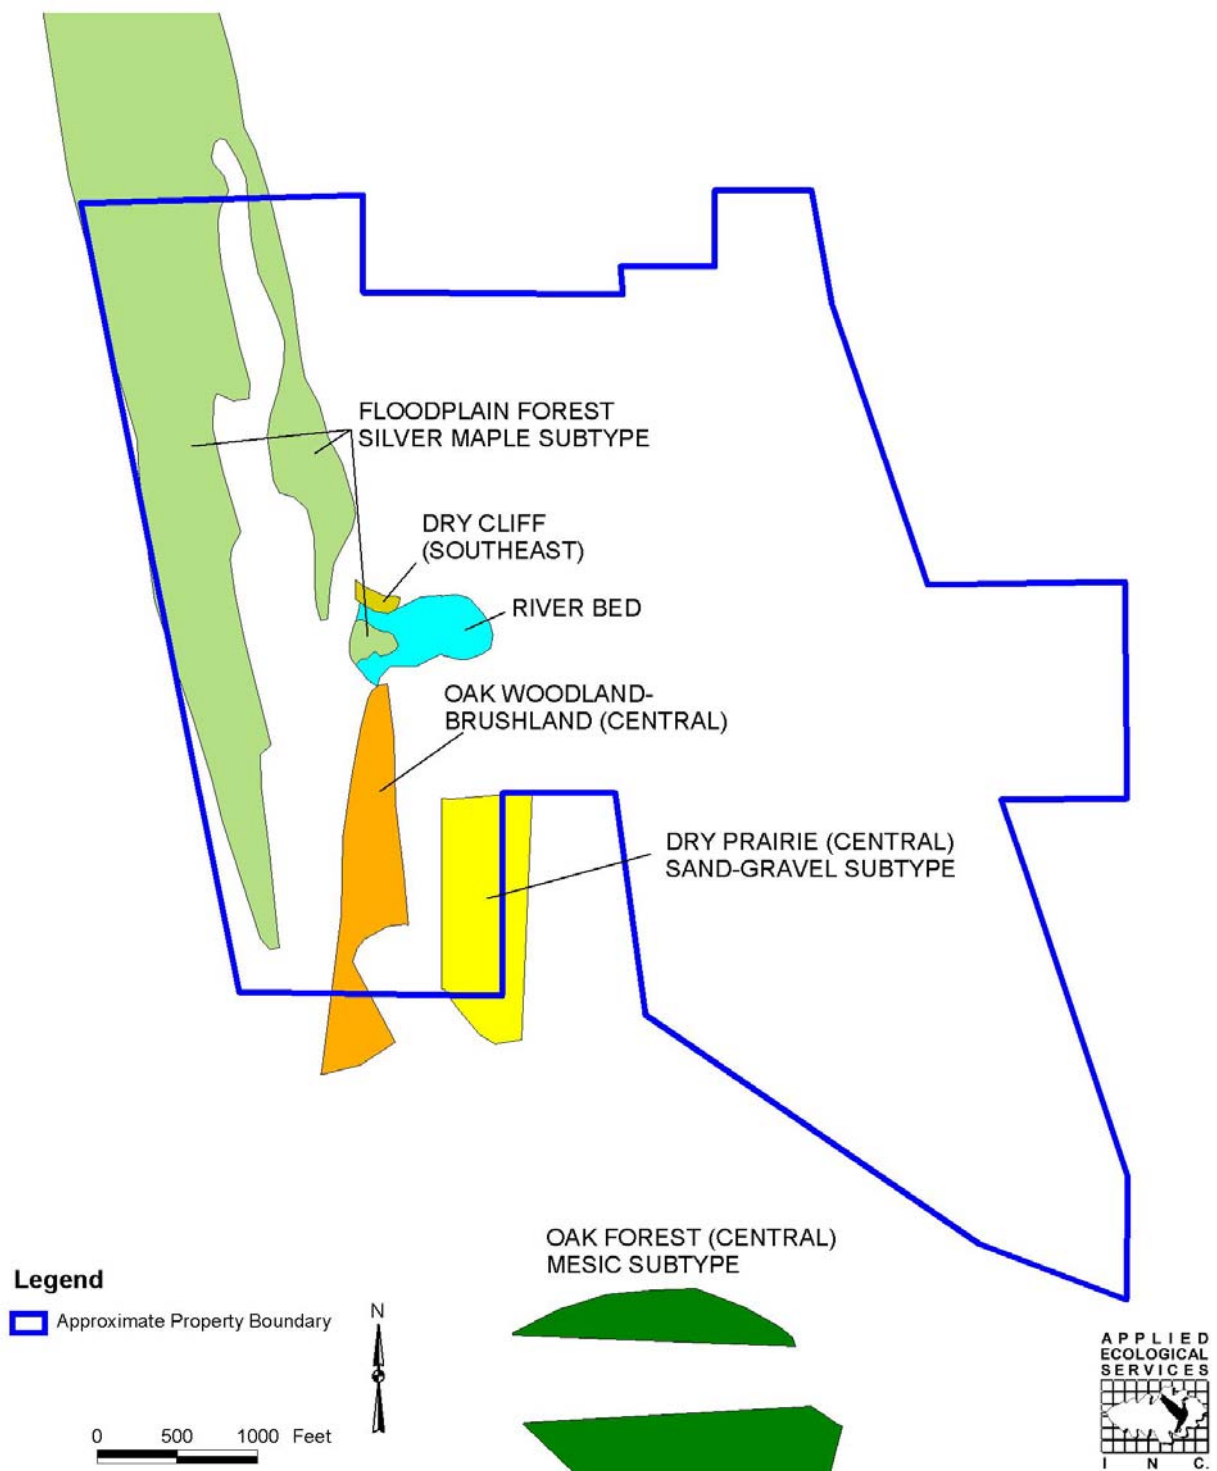 FLOODPLAIN FOREST
SILVER MAPLE SUBTYPE
DRY CLIFF
(SOUTHEAST)
RIVER BED
OAK WOODLAND-
BRUSHLAND (CENTRAL)
DRY PRAIRIE (CENTRAL)
SAND-GRAVEL SUBTYPE
OAK FOREST (CENTRAL)
MESIC SUBTYPE
Legend
Approximate Property Boundary
N
0 500 1000 Feet
APPLIED
ECOLOGICAL
SERVICES
I N C.